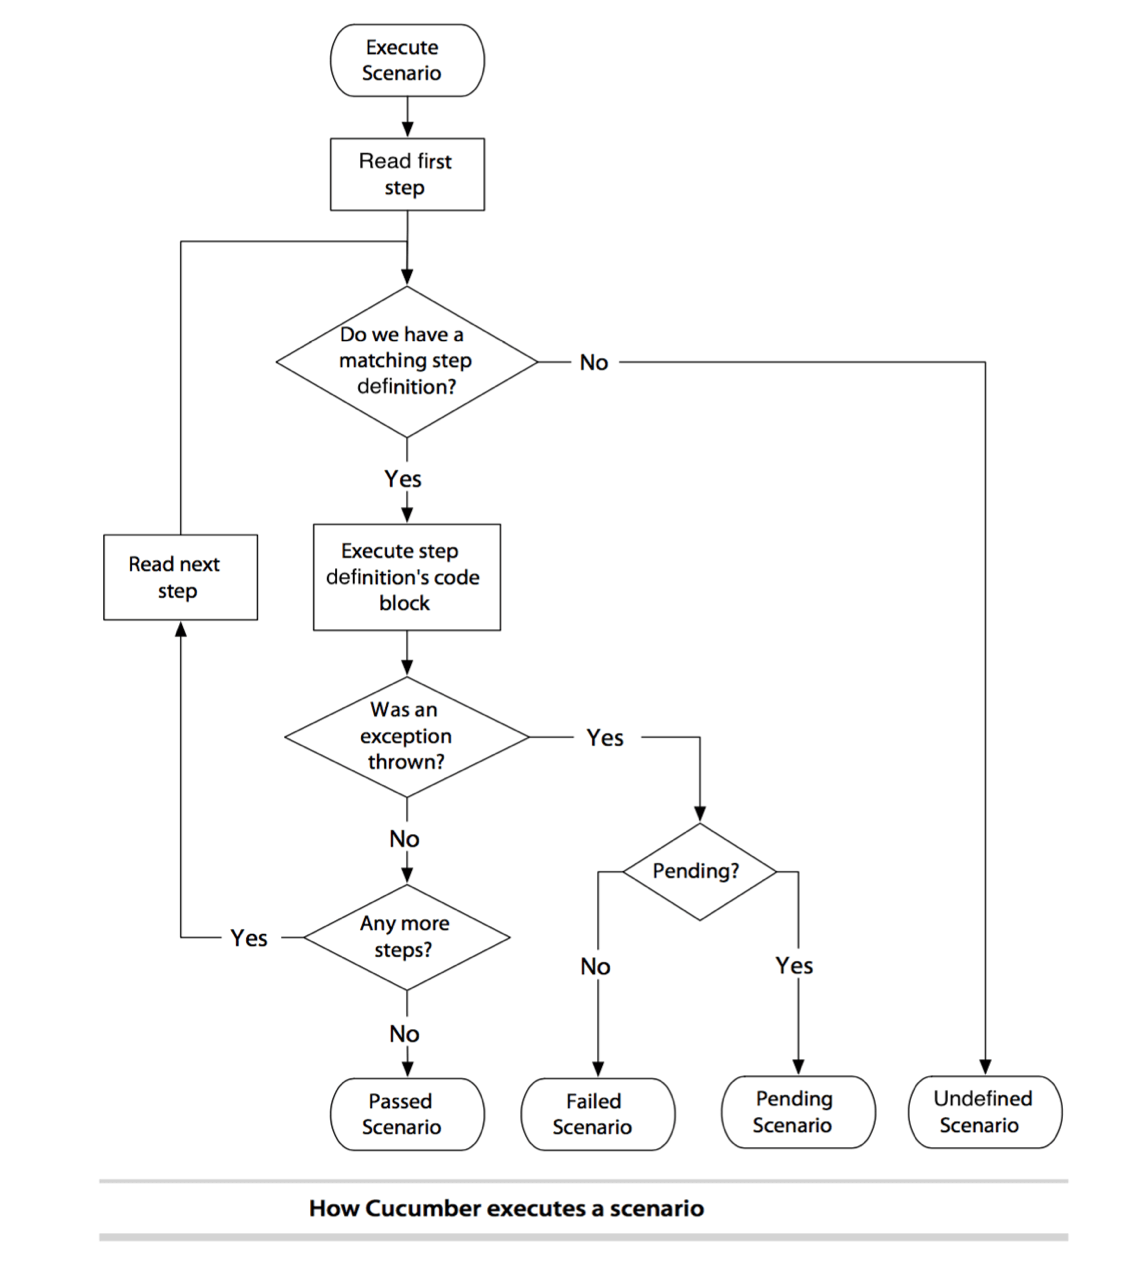 Execute
Scenario
Read first
step
Do we have a
matching step
definition?
No
Yes
Read next
step
Execute step
definition's code
block
Was an
exception
thrown?
Yes
No
Pending?
Any more
steps?
Yes
No
Yes
No
Passed
Scenario
Failed
Scenario
Pending
Scenario
Undefined
Scenario
How Cucumber executes a scenario